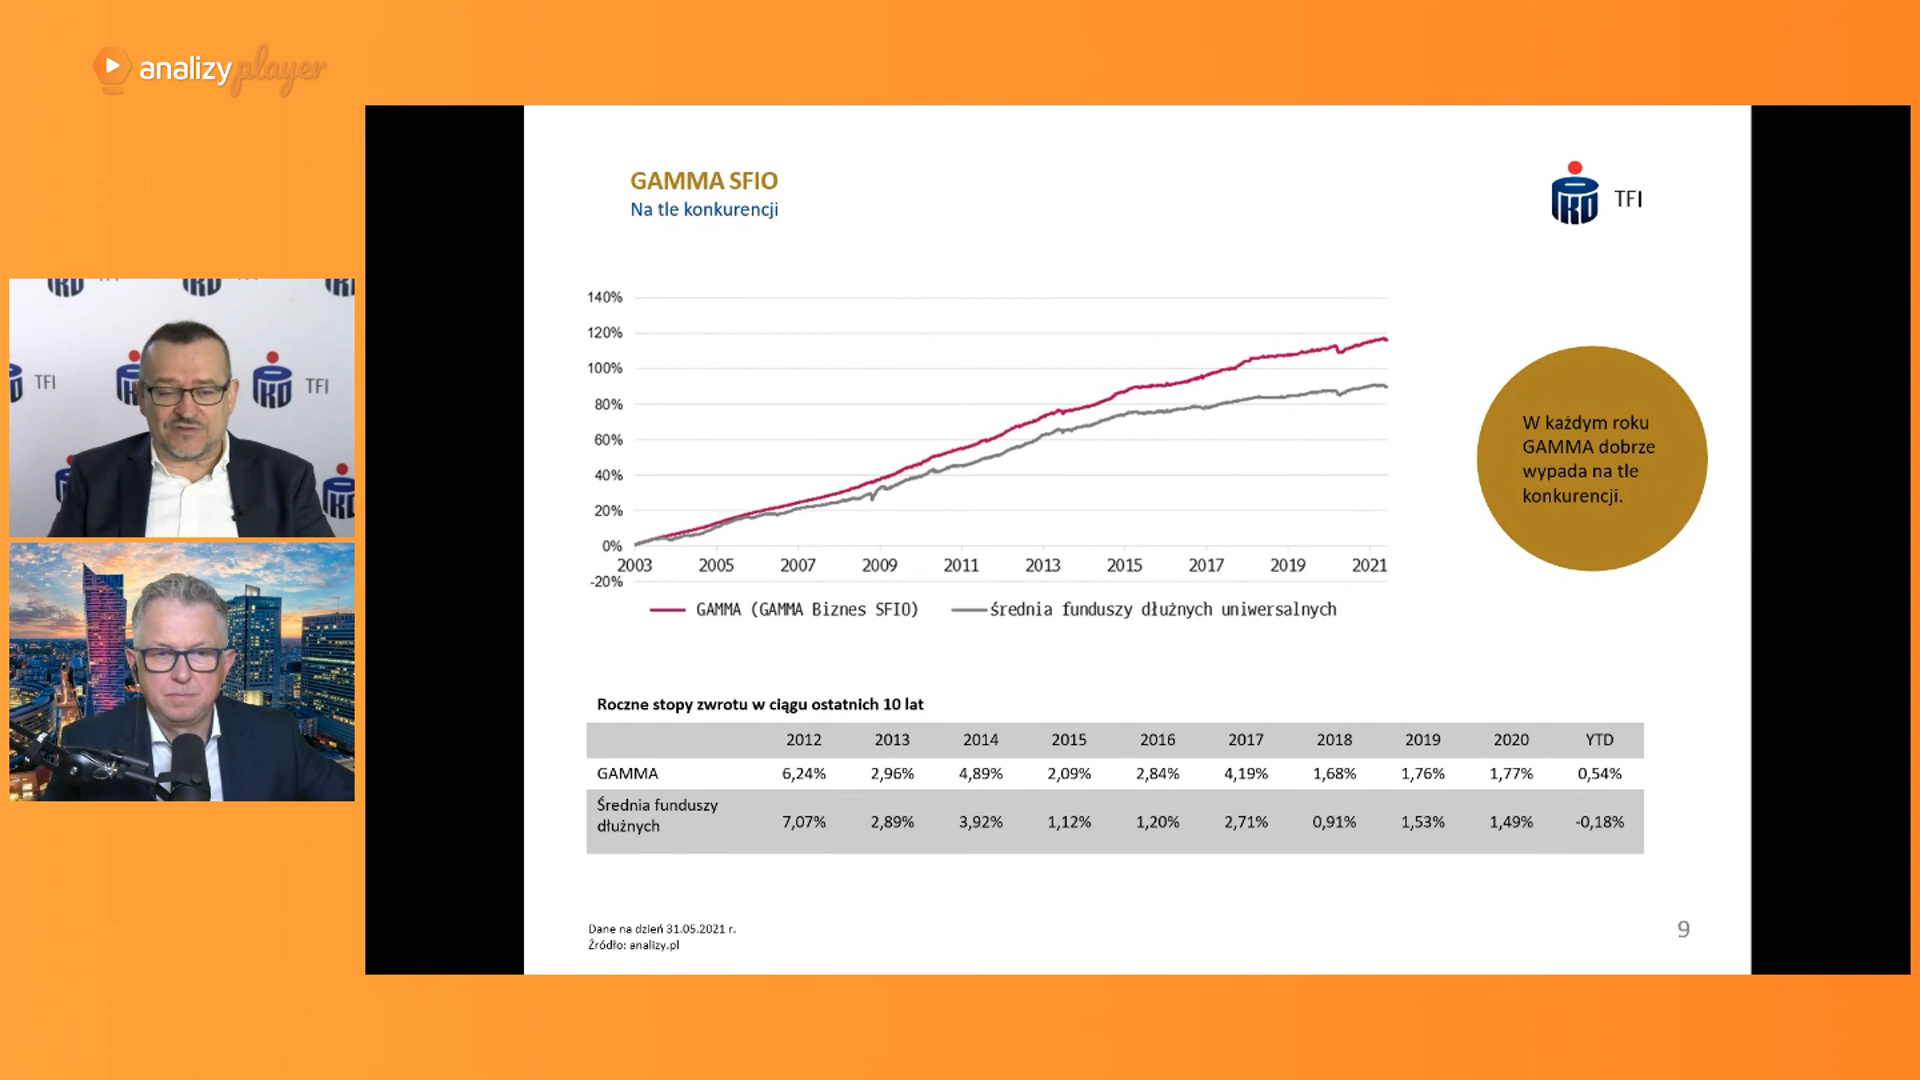 analizy player
GAMMA SFIO
Na tle konkurencji
TFI
140%
120%
100%
80%
60%
40%
20%
0%
-20%
2003 2005 2007 2009 2011 2013 2015 2017 2019 2021
GAMMA (GAMMA Biznes SFIO) średnia funduszy dłużnych uniwersalnych
W każdym roku
GAMMA dobrze
wypada na tle
konkurencji.
TFI TFI
Roczne stopy zwrotu w ciągu ostatnich 10 lat
2012 2013 2014 2015 2016 2017 2018 2019 2020 YTD
GAMMA 6,24% 2,96% 4,89% 2,09% 2,84% 4,19% 1,68% 1,76% 1,77% 0,54%
Średnia funduszy
dłużnych 7,07% 2,89% 3,92% 1,12% 1,20% 2,71% 0,91% 1,53% 1,49% -0,18%
Dane na dzień 31.05.2021 r.
Źródło: analizy.pl
9